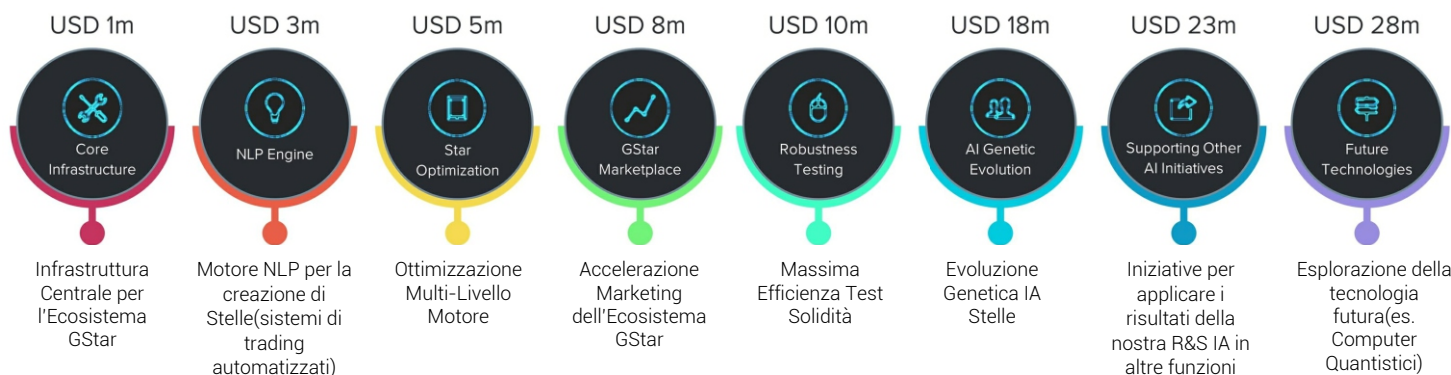 USD 1m
Core
Infrastructure
Infrastruttura
Centrale per
l'Ecosistema
GStar
USD 3m
NLP Engine
Motore NLP per la
creazione di
Stelle(sistemi di
trading
automatizzati)
USD 5m
Star
Optimization
Ottimizzazione
Multi-Livello
Motore
USD 8m
GStar
Marketplace
Accelerazione
Marketing
dell'Ecosistema
GStar
USD 10m
Robustness
Testing
Massima
Efficienza Test
Solidità
USD 18m
AI Genetic
Evolution
Evoluzione
Genetica IA
Stelle
USD 23m
Supporting Other
AI Initiatives
Iniziative per
applicare i
risultati della
nostra R&S IA in
altre funzioni
USD 28m
Future
Technologies
Esplorazione della
tecnologia
futura(es.
Computer
Quantistici)